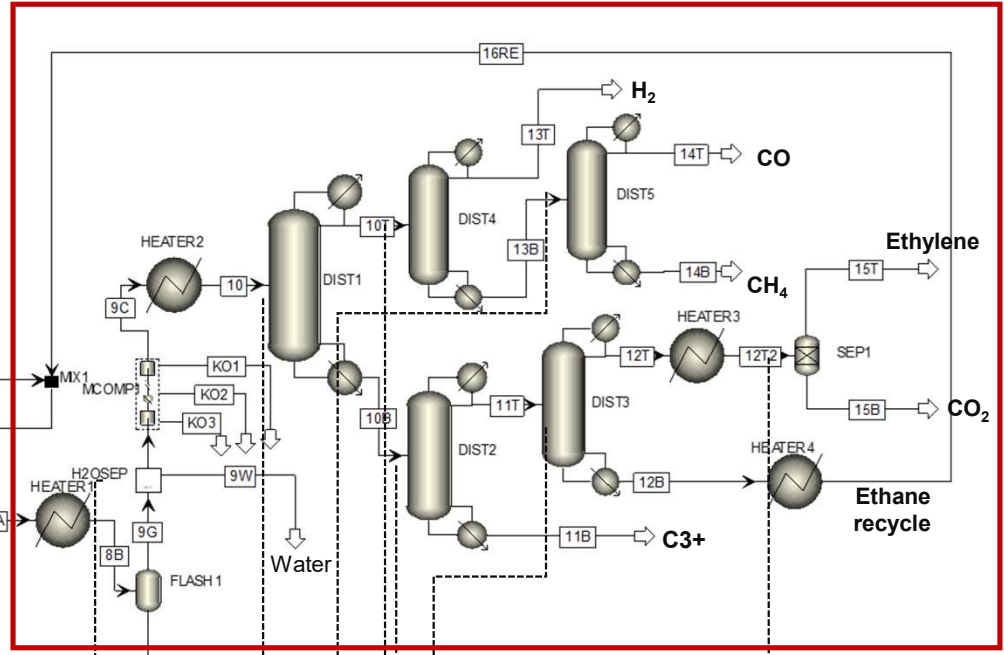 16RE
H2
13T
14T
CO
DIST4
DIST5
10T
13B
Ethylene
HEATER2
15T
10
DIST1
14B
CH4
9C
HEATER3
12T
12T2
SEP1
KO1
MIX1
MCOMP1
KO2
DIST3
KO3
10B
11T
15B
CO2
DIST2
HEATER4
H2OSEP
9W
12B
HEATER1
Ethane
recycle
9G
11B
C3+
8B
Water
FLASH1